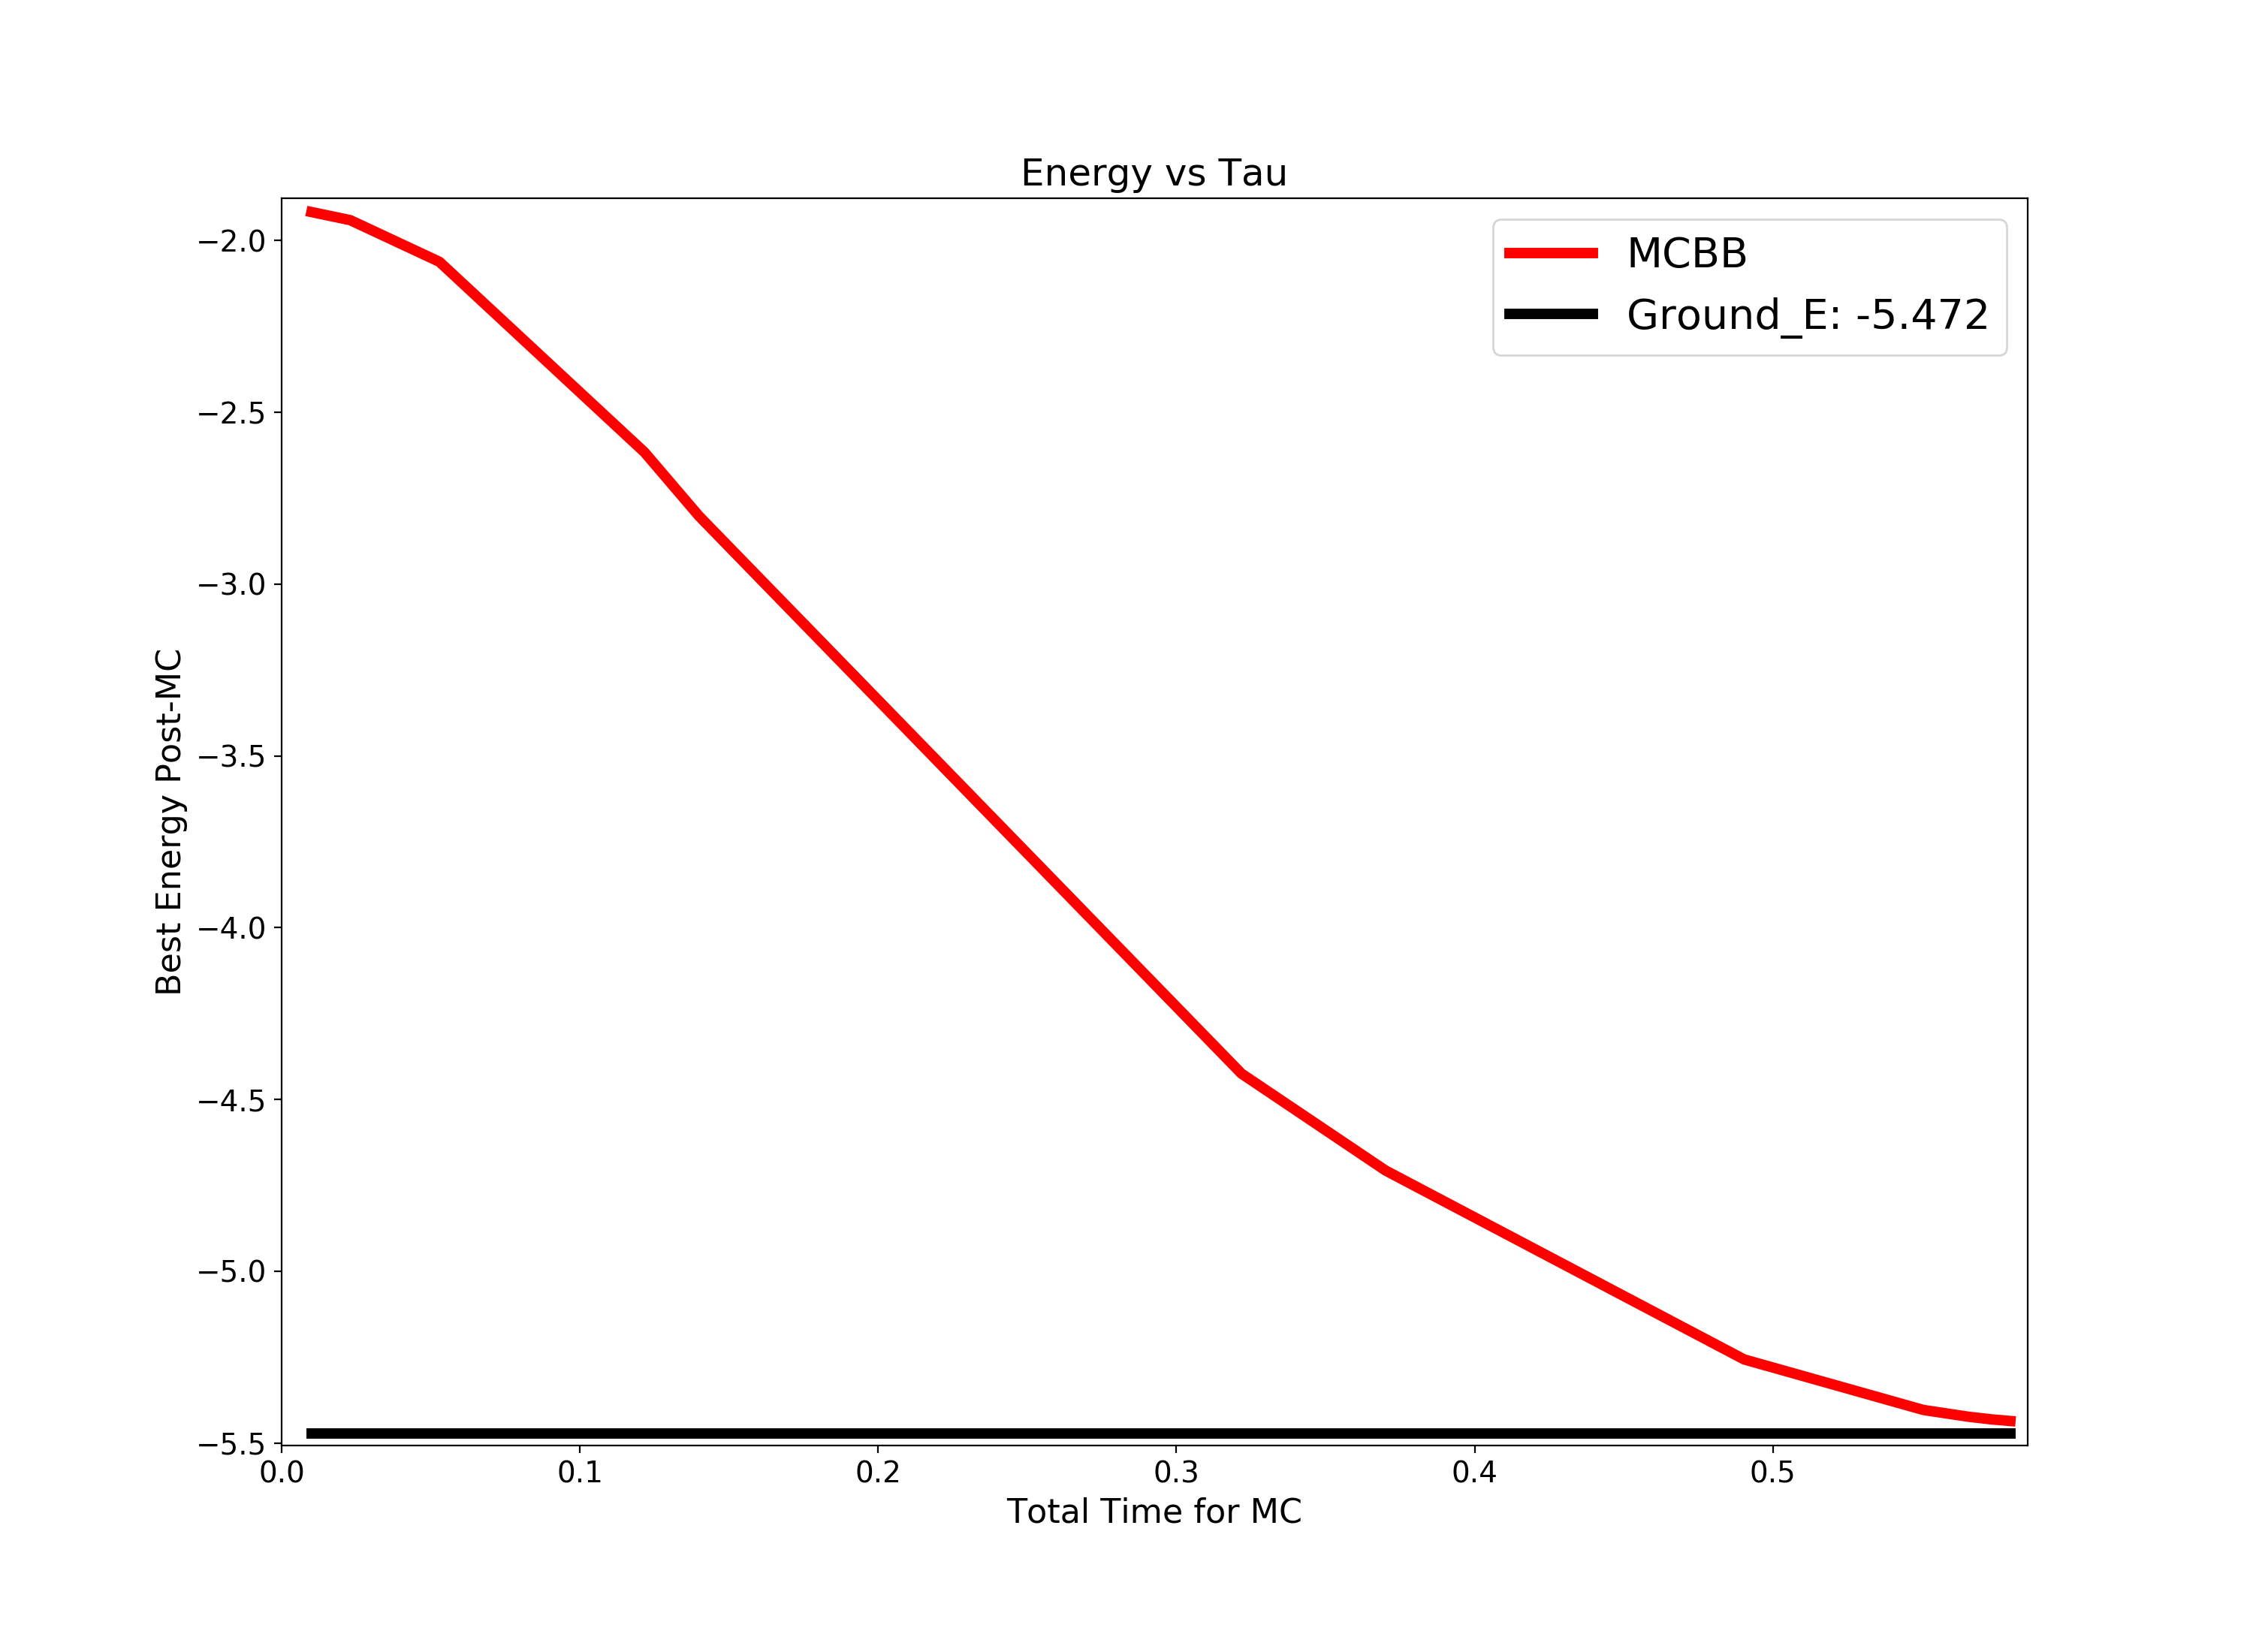 Energy vs Tau
MCBB
Ground_E: -5.472
Best Energy Post-MC
−2.0
−2.5
−3.0
−3.5
−4.0
−4.5
−5.0
−5.5
0.0 0.1 0.2 0.3 0.4 0.5
Total Time for MC